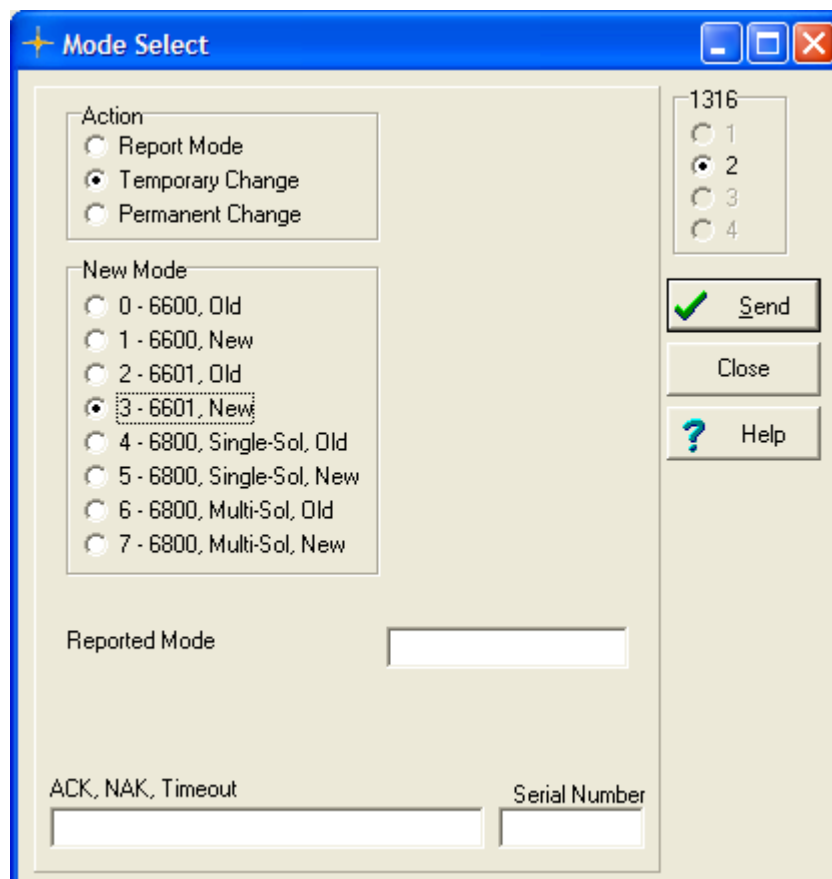 Mode Select
Action
Report Mode
Temporary Change
Permanent Change
New Mode
0 - 6600, Old
1 - 6600, New
2 - 6601, Old
3 - 6601, New
4 - 6800, Single-Sol, Old
5 - 6800, Single-Sol, New
6 - 6800, Multi-Sol, Old
7 - 6800, Multi-Sol, New
Reported Mode
ACK, NAK, Timeout
Serial Number
1316
1
2
3
4
Send
Close
? Help